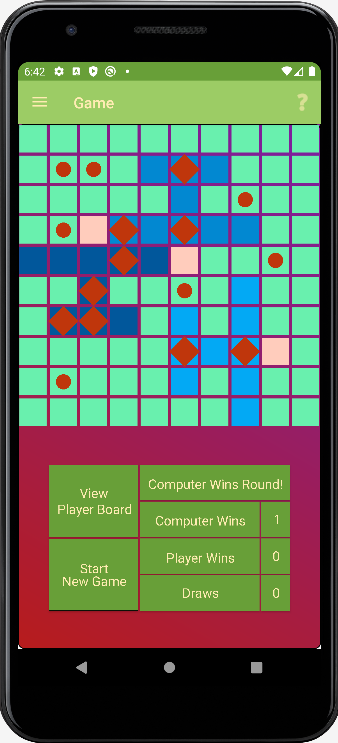 6:42
Game
?
View
Player Board
Computer Wins Round!
Computer Wins 1
Start
New Game
Player Wins 0
Draws 0